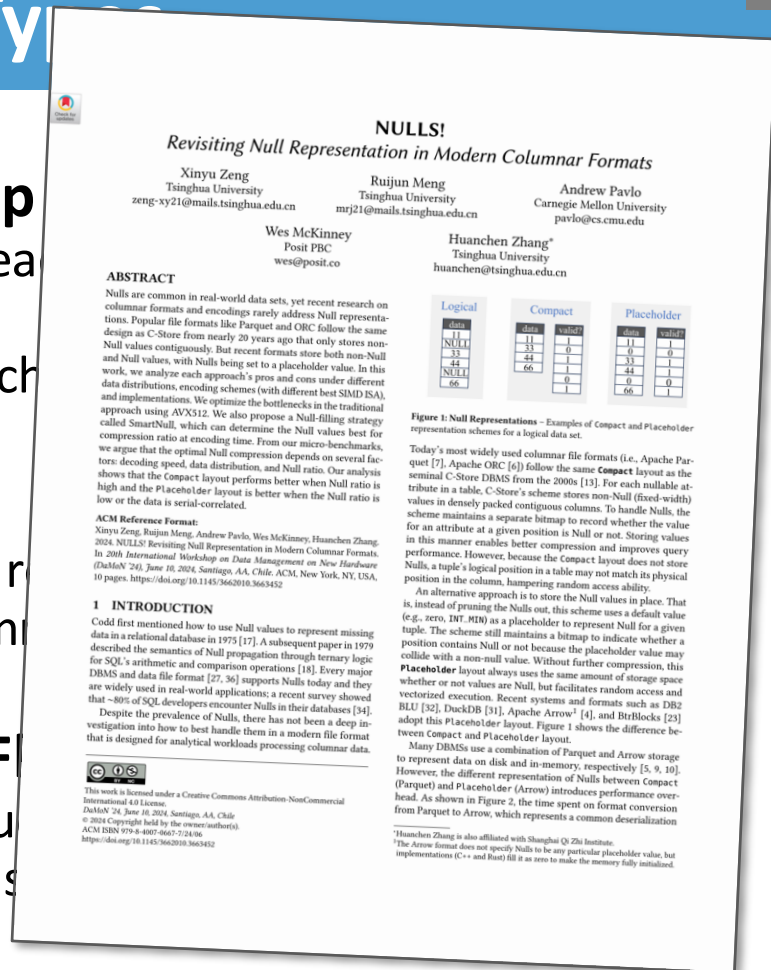 NULLS!
Revisiting Null Representation in Modern Columnar Formats
Xinyu Zeng
Tsinghua University
zeng-xy21@mails.tsinghua.edu.cn
Ruijun Meng
Tsinghua University
mrj21@mails.tsinghua.edu.cn
Andrew Pavlo
Carnegie Mellon University
pavlo@cs.cmu.edu
Wes McKinney
Posit PBC
wes@posit.co
Huanchen Zhang*
Tsinghua University
huanchen@tsinghua.edu.cn
ABSTRACT
Nulls are common in real-world data sets, yet recent research on
columnar formats and encodings rarely address Null representa-
tions. Popular file formats like Parquet and ORC follow the same
design as C-Store from nearly 20 years ago that only stores non-
Null values contiguously. But recent formats store both non-Null
and Null values, with Nulls being set to a placeholder value. In this
work, we analyze each approach's pros and cons under different
data distributions, encoding schemes (with different best SIMD ISA),
and implementations. We optimize the bottlenecks in the traditional
approach using AVX512. We also propose a Null-filling strategy
called SmartNull, which can determine the Null values best for
compression ratio at encoding time. From our micro-benchmarks,
we argue that the optimal Null compression depends on several fac-
tors: decoding speed, data distribution, and Null ratio. Our analysis
shows that the Compact layout performs better when Null ratio is
high and the Placeholder layout is better when the Null ratio is
low or the data is serial-correlated.
ACM Reference Format:
Xinyu Zeng, Ruijun Meng, Andrew Pavlo, Wes McKinney, Huanchen Zhang.
2024. NULLS! Revisiting Null Representation in Modern Columnar Formats.
In 20th International Workshop on Data Management on New Hardware
(DaMoN '24), June 10, 2024, Santiago, AA, Chile. ACM, New York, NY, USA,
10 pages. https://doi.org/10.1145/3662010.3663452
1 INTRODUCTION
Codd first mentioned how to use Null values to represent missing
data in a relational database in 1975 [17]. A subsequent paper in 1979
described the semantics of Null propagation through ternary logic
for SQL's arithmetic and comparison operations [18]. Every major
DBMS and data file format [27, 36] supports Nulls today and they
are widely used in real-world applications; a recent survey showed
that ~80% of SQL developers encounter Nulls in their databases [34].
Despite the prevalence of Nulls, there has not been a deep in-
vestigation into how to best handle them in a modern file format
that is designed for analytical workloads processing columnar data.
CC BY NC
This work is licensed under a Creative Commons Attribution-NonCommercial
International 4.0 License.
DaMoN '24, June 10, 2024, Santiago, AA, Chile
© 2024 Copyright held by the owner/author(s).
ACM ISBN 979-8-4007-0667-7/24/06
https://doi.org/10.1145/3662010.3663452
Logical
data
11
NULL
33
44
NULL
66
Compact
data
11
33
44
66
valid?
1
0
1
1
0
1
Placeholder
data
11
0
33
44
0
66
valid?
1
0
1
1
0
1
Figure 1: Null Representations – Examples of Compact and Placeholder
representation schemes for a logical data set.
Today's most widely used columnar file formats (i.e., Apache Par-
quet [7], Apache ORC [6]) follow the same Compact layout as the
seminal C-Store DBMS from the 2000s [13]. For each nullable at-
tribute in a table, C-Store's scheme stores non-Null (fixed-width)
values in densely packed contiguous columns. To handle Nulls, the
scheme maintains a separate bitmap to record whether the value
for an attribute at a given position is Null or not. Storing values
in this manner enables better compression and improves query
performance. However, because the Compact layout does not store
Nulls, a tuple's logical position in a table may not match its physical
position in the column, hampering random access ability.
An alternative approach is to store the Null values in place. That
is, instead of pruning the Nulls out, this scheme uses a default value
(e.g., zero, INT_MIN) as a placeholder to represent Null for a given
tuple. The scheme still maintains a bitmap to indicate whether a
position contains Null or not because the placeholder value may
collide with a non-null value. Without further compression, this
Placeholder layout always uses the same amount of storage space
whether or not values are Null, but facilitates random access and
vectorized execution. Recent systems and formats such as DB2
BLU [32], DuckDB [31], Apache Arrow¹ [4], and BtrBlocks [23]
adopt this Placeholder layout. Figure 1 shows the difference be-
tween Compact and Placeholder layout.
Many DBMSs use a combination of Parquet and Arrow storage
to represent data on disk and in-memory, respectively [5, 9, 10].
However, the different representation of Nulls between Compact
(Parquet) and Placeholder (Arrow) introduces performance over-
head. As shown in Figure 2, the time spent on format conversion
from Parquet to Arrow, which represents a common deserialization
*Huanchen Zhang is also affiliated with Shanghai Qi Zhi Institute.
¹The Arrow format does not specify Nulls to be any particular placeholder value, but
implementations (C++ and Rust) fill it as zero to make the memory fully initialized.